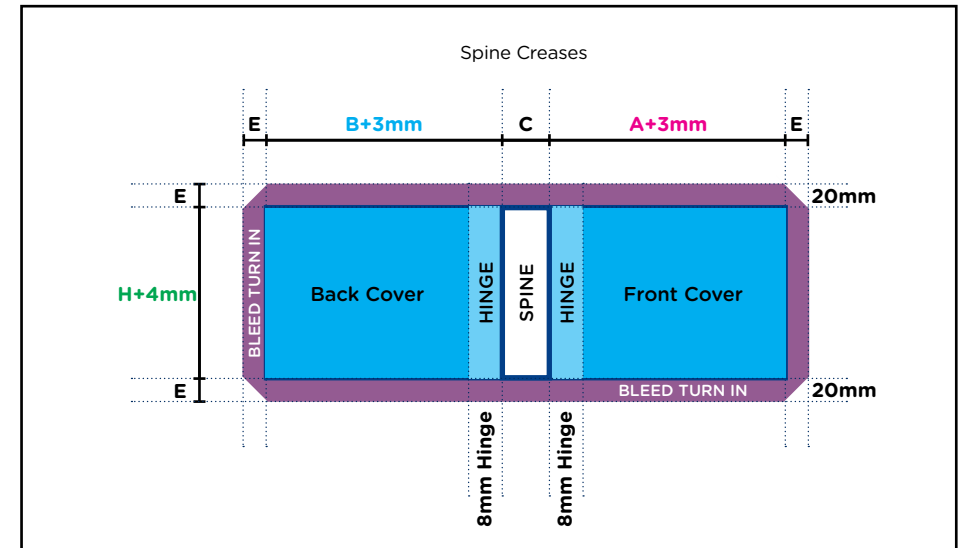 Spine Creases
E
B+3mm
C
A+3mm
E
E
20mm
H+4mm
BLEED TURN IN
Back Cover
HINGE
SPINE
HINGE
Front Cover
E
BLEED TURN IN
20mm
8mm Hinge
8mm Hinge